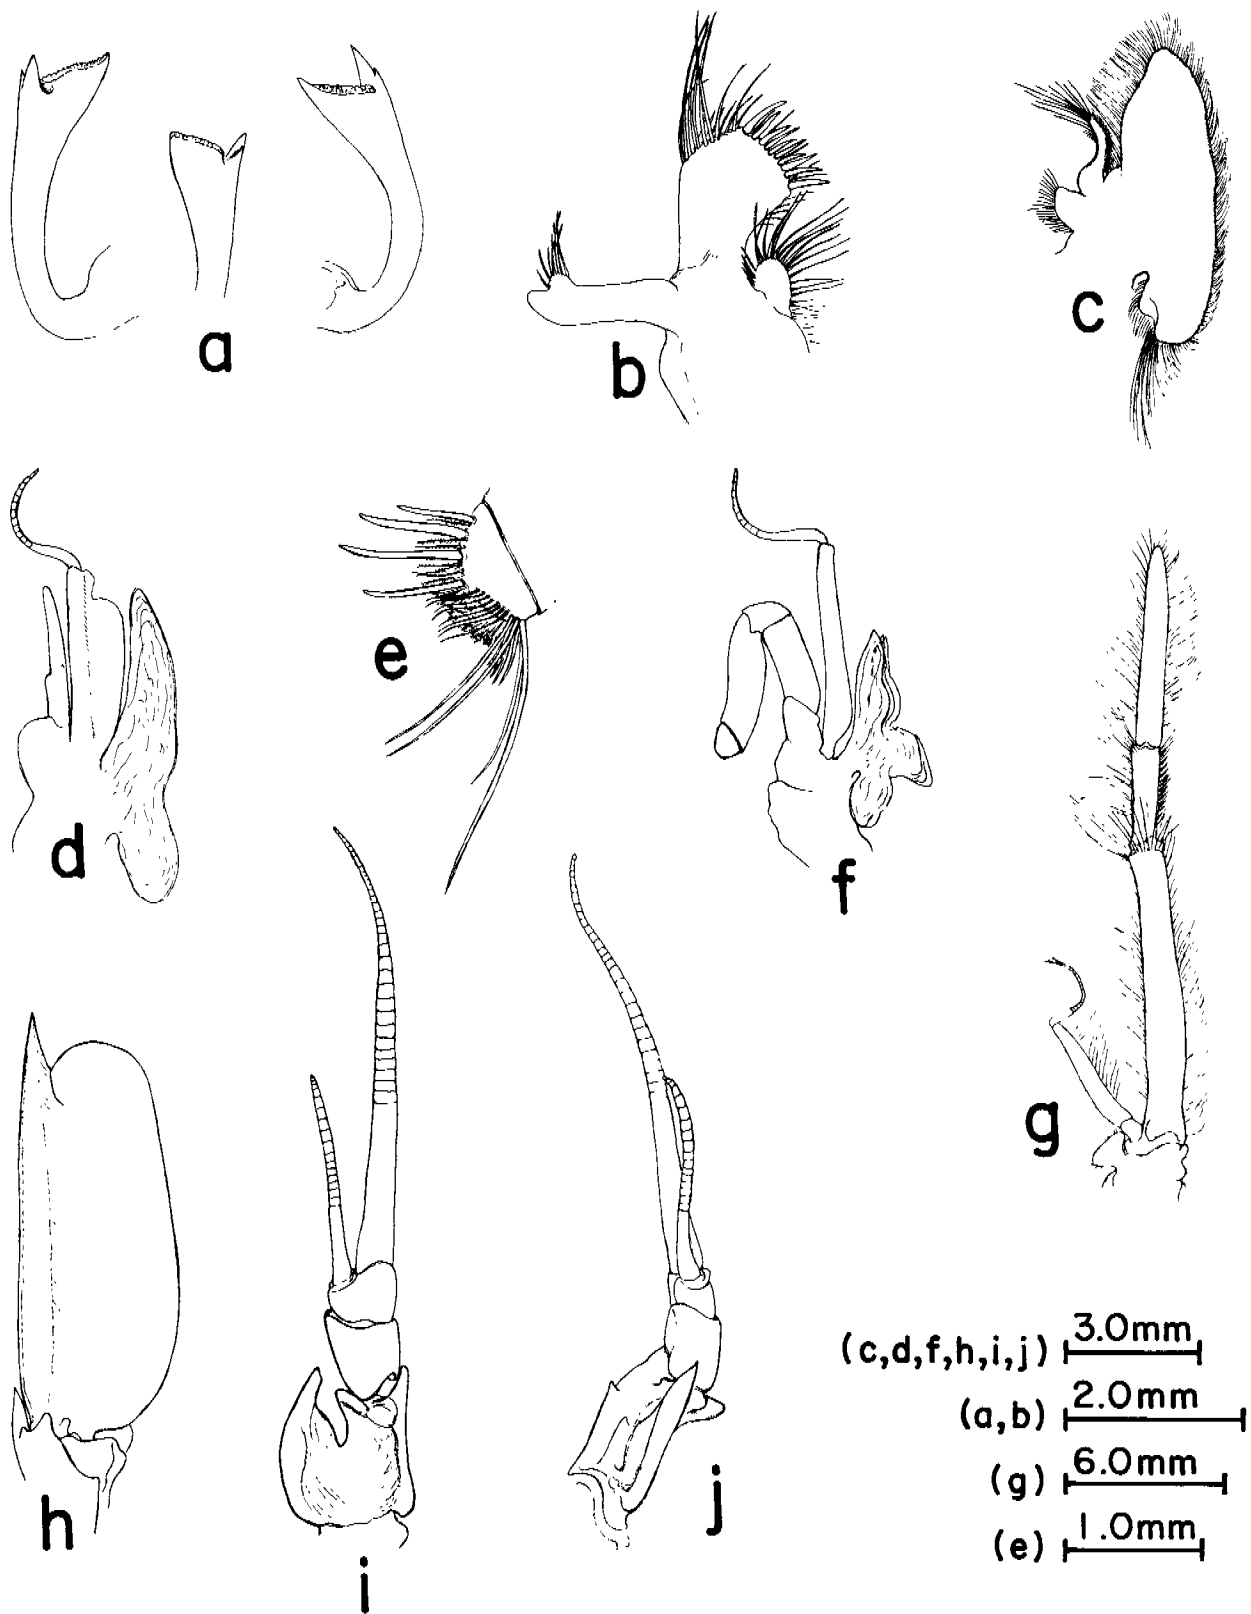 a
b
c
d
e
f
g
h
i
j
(c,d,f,h,i,j) 3.0mm
(a,b) 2.0mm
(g) 6.0mm
(e) 1.0mm